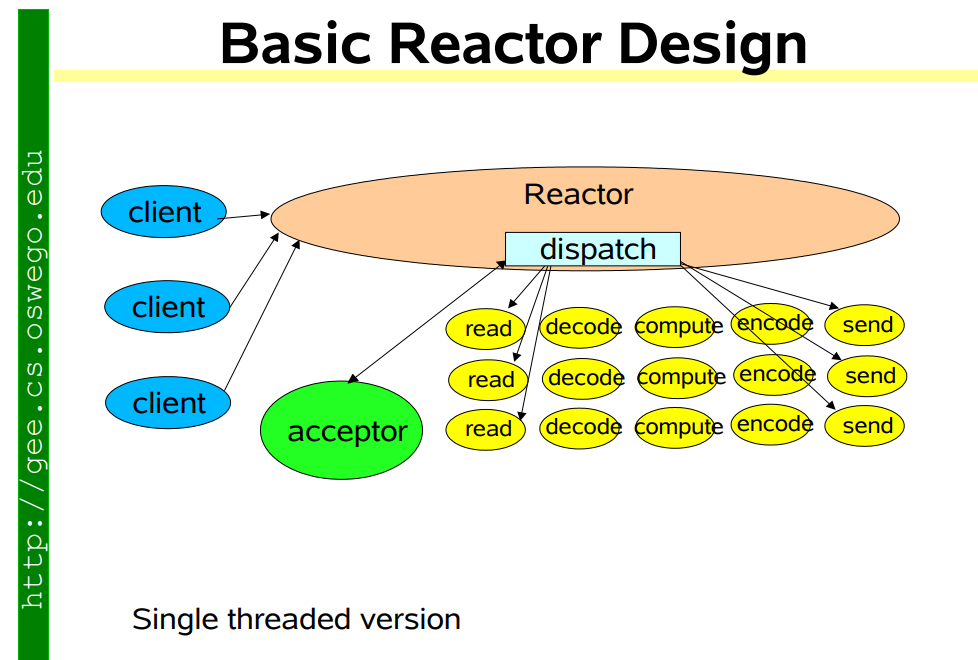 Basic Reactor Design
http://gee.cs.oswego.edu
Reactor
dispatch
client
client
client
acceptor
read decode compute encode send
read decode compute encode send
read decode compute encode send
Single threaded version